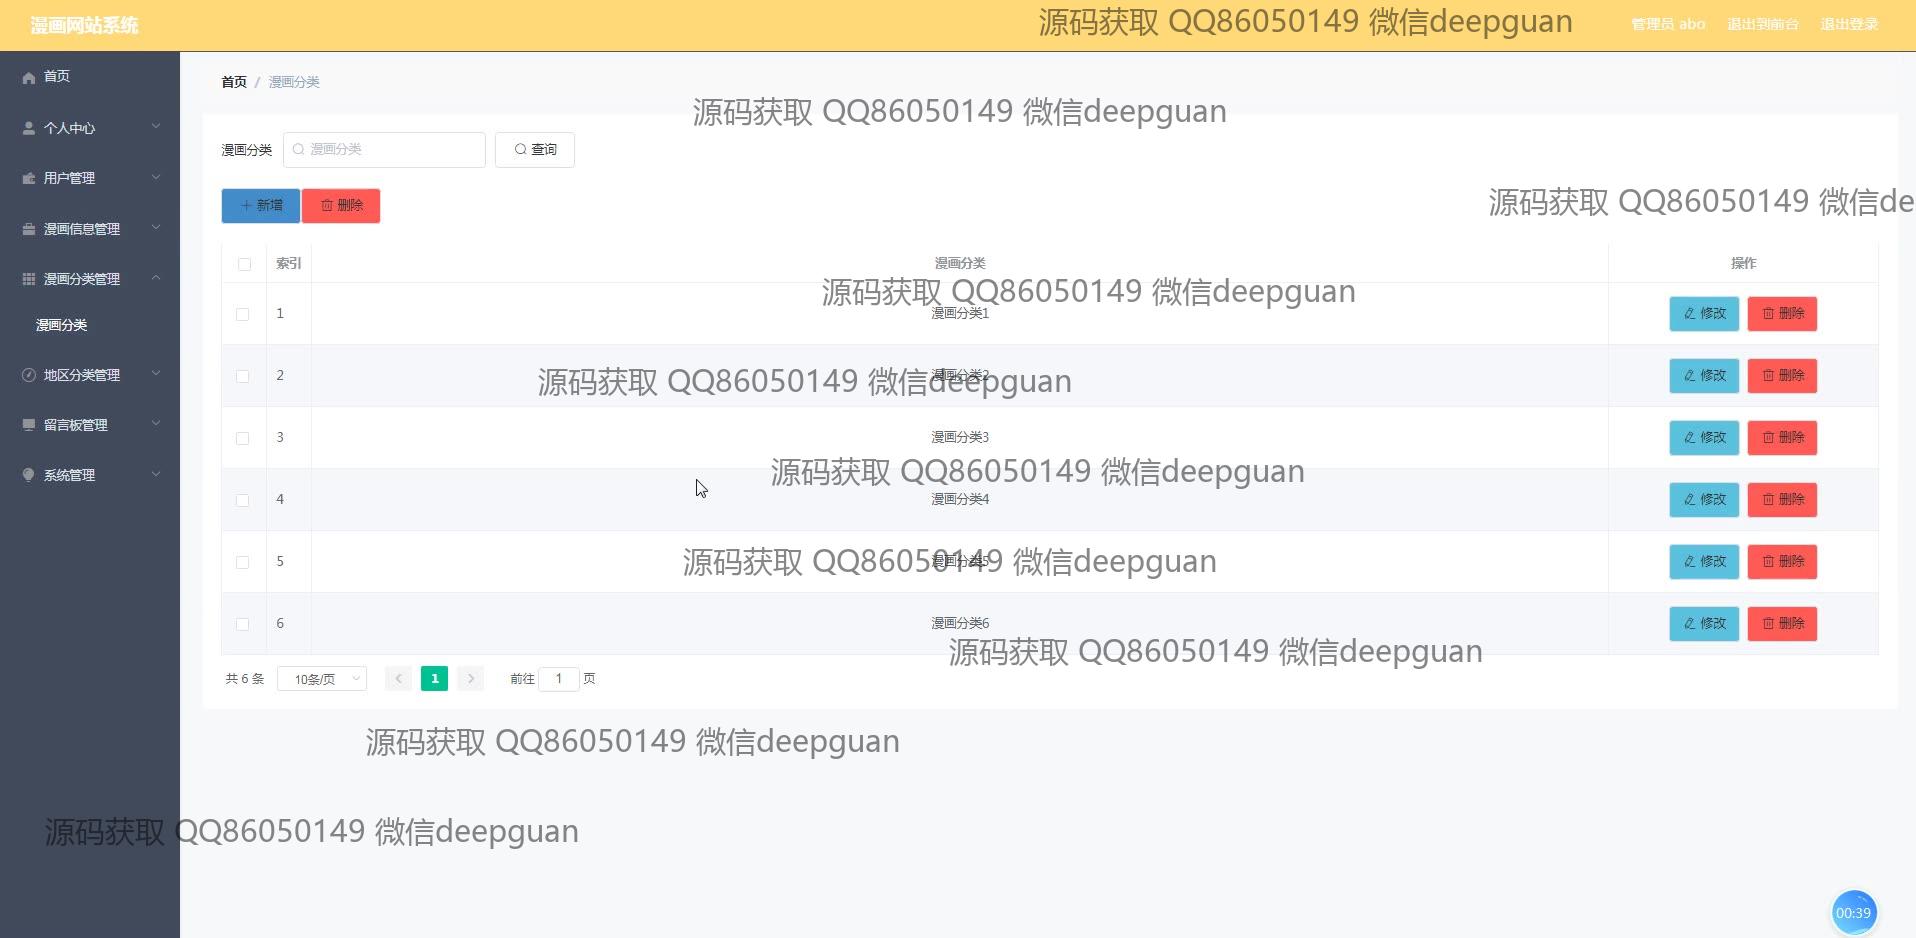 漫画网站系统
源码获取 QQ86050149 微信deepguan
管理员 abo 退出到前台 退出登录
首页
个人中心
用户管理
漫画信息管理
漫画分类管理
漫画分类
地区分类管理
留言板管理
系统管理
首页 / 漫画分类
源码获取 QQ86050149 微信deepguan
漫画分类 漫画分类 查询
源码获取 QQ86050149 微信de
新增 删除
索引 漫画分类 操作
源码获取 QQ86050149 微信deepguan
1 漫画分类1 修改 删除
2 漫画分类2 修改 删除
源码获取 QQ86050149 微信deepguan
3 漫画分类3 修改 删除
源码获取 QQ86050149 微信deepguan
4 漫画分类4 修改 删除
5 漫画分类5 修改 删除
源码获取 QQ86050149 微信deepguan
6 漫画分类6 修改 删除
源码获取 QQ86050149 微信deepguan
共 6 条 10条/页 1 前往 1 页
源码获取 QQ86050149 微信deepguan
源码获取 QQ86050149 微信deepguan
00:39